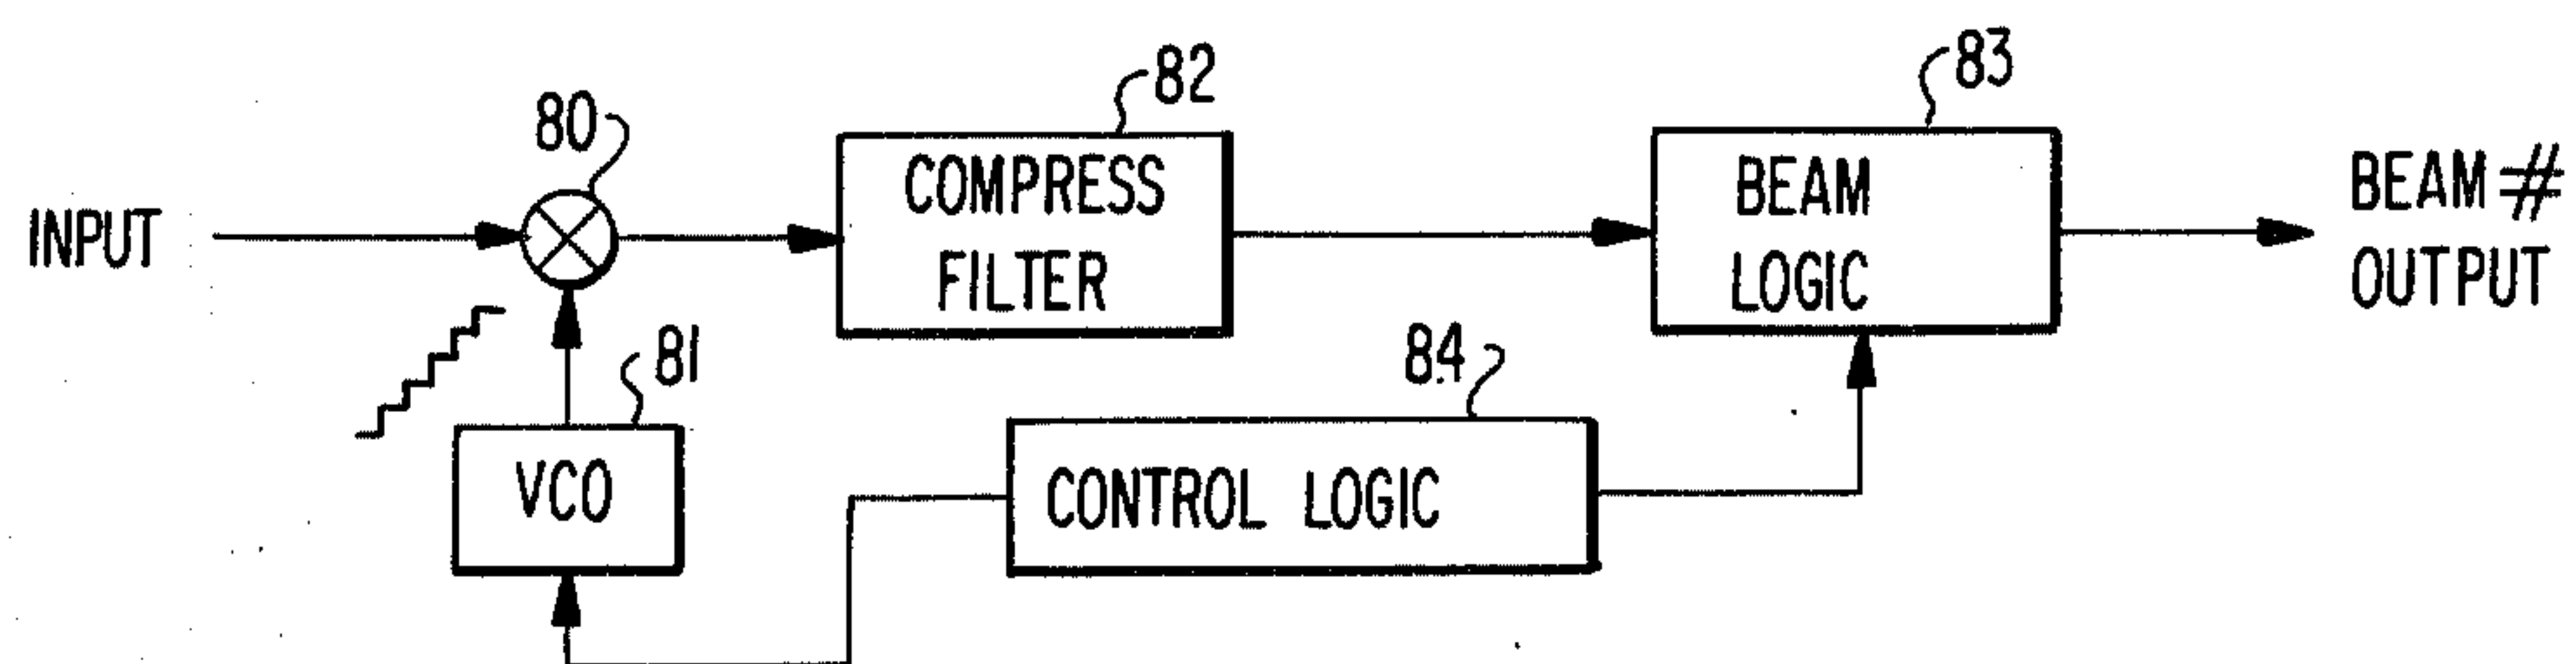 82
83
80
COMPRESS
FILTER
BEAM
LOGIC
BEAM #
OUTPUT
INPUT
81
84
VCO
CONTROL LOGIC